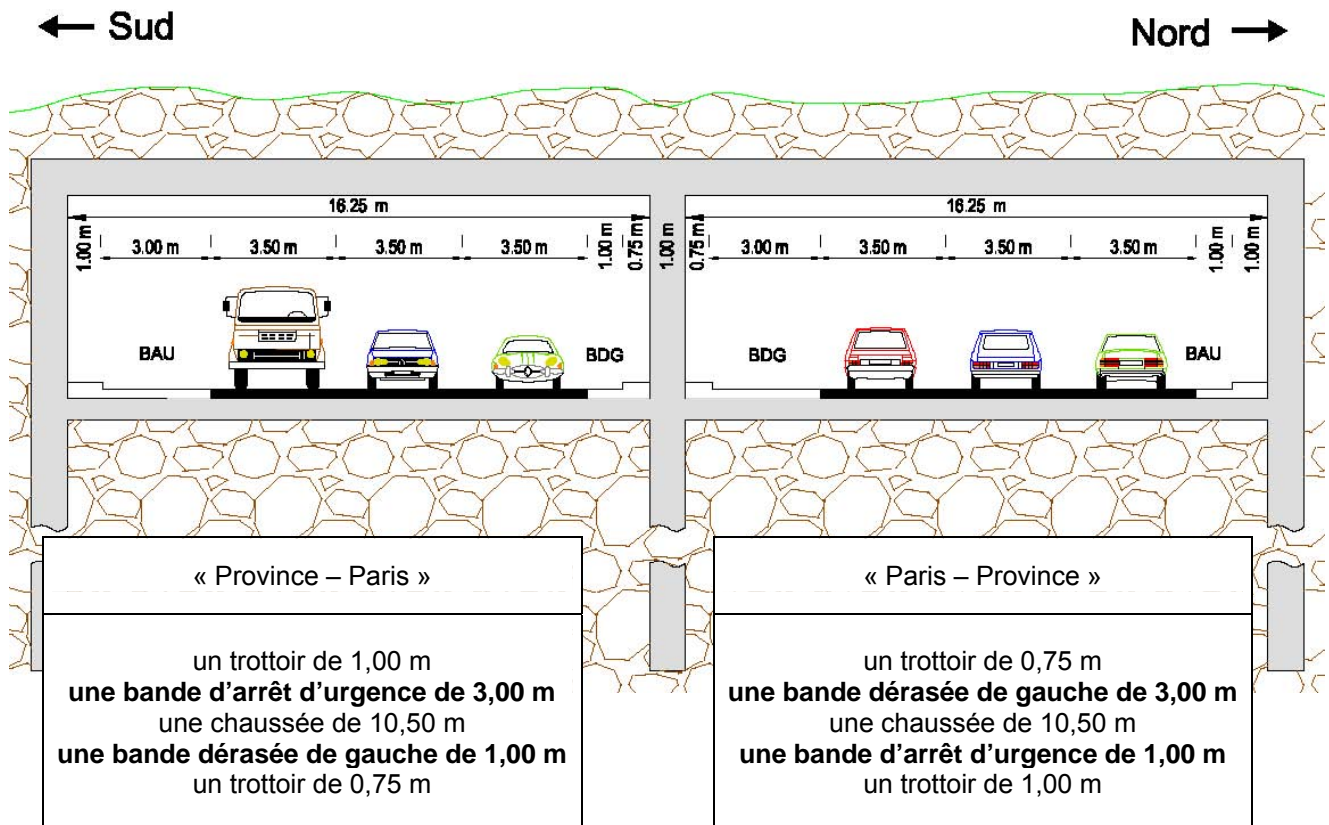 Sud
Nord
16.25 m
16.25 m
1.00 m
3.00 m
3.50 m
3.50 m
3.50 m
1.00 m
0.75 m
1.00 m
0.75 m
3.00 m
3.50 m
3.50 m
3.50 m
1.00 m
1.00 m
BAU
BDG
BDG
BAU
« Province – Paris »
un trottoir de 1,00 m
une bande d’arrêt d’urgence de 3,00 m
une chaussée de 10,50 m
une bande dérasée de gauche de 1,00 m
un trottoir de 0,75 m
« Paris – Province »
un trottoir de 0,75 m
une bande dérasée de gauche de 3,00 m
une chaussée de 10,50 m
une bande d’arrêt d’urgence de 1,00 m
un trottoir de 1,00 m